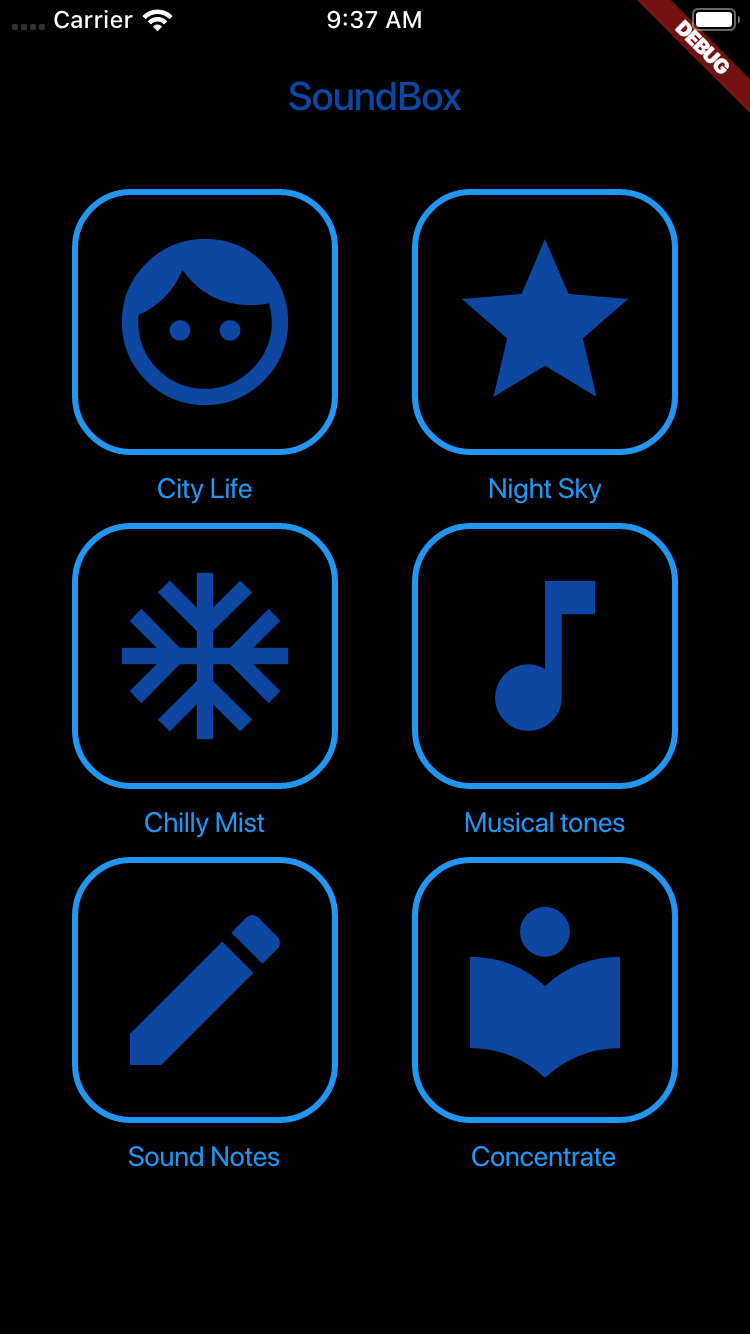 Carrier 9:37 AM
DEBUG
SoundBox
City Life Night Sky
Chilly Mist Musical tones
Sound Notes Concentrate